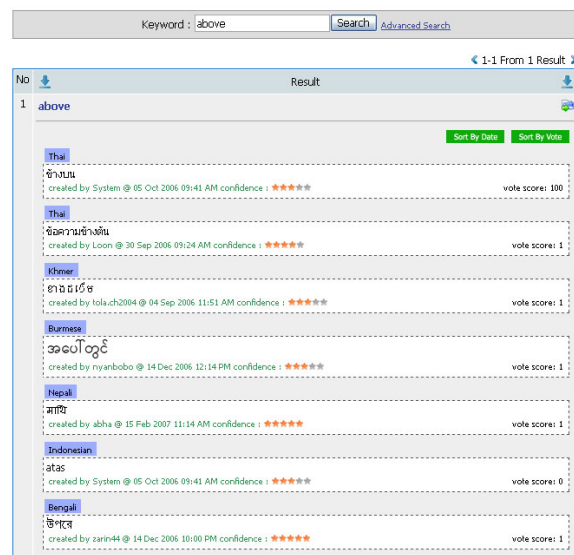 Keyword : above Search Advanced Search
1-1 From 1 Result
No Result
1 above
Sort By Date Sort By Vote
Thai
ข้างบน
created by System @ 05 Oct 2006 09:41 AM confidence : vote score: 100
Thai
ข้อความข้างต้น
created by Loon @ 30 Sep 2006 09:24 AM confidence : vote score: 1
Khmer
created by tola.ch2004 @ 04 Sep 2006 11:51 AM confidence : vote score: 1
Burmese
အပေါ်တွင်
created by nyanbobo @ 14 Dec 2006 12:14 PM confidence : vote score: 1
Nepali
माथि
created by abha @ 15 Feb 2007 11:14 AM confidence : vote score: 1
Indonesian
atas
created by System @ 05 Oct 2006 09:41 AM confidence : vote score: 0
Bengali
উপরে
created by zarin44 @ 14 Dec 2006 10:00 PM confidence : vote score: 1